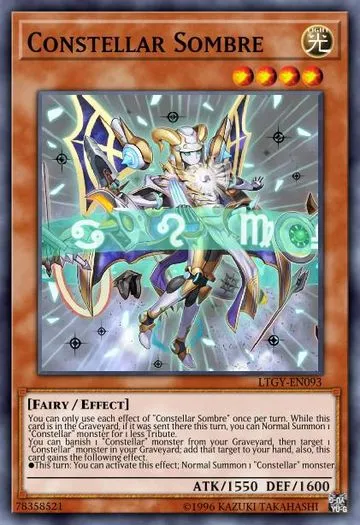 CONSTELLAR SOMBRE
LIGHT
光
LTGY-EN093
[Fairy / Effect]
You can only use each effect of "Constellar Sombre" once per turn. While this
card is in the Graveyard, if it was sent there this turn, you can Normal Summon 1
"Constellar" monster for 1 less Tribute.
You can banish 1 "Constellar" monster from your Graveyard, then target 1
"Constellar" monster in your Graveyard; add that target to your hand, also, this
card gains the following effect.
●This turn: You can activate this effect; Normal Summon 1 "Constellar" monster.
ATK/1550 DEF/1600
78358521
©1996 KAZUKI TAKAHASHI